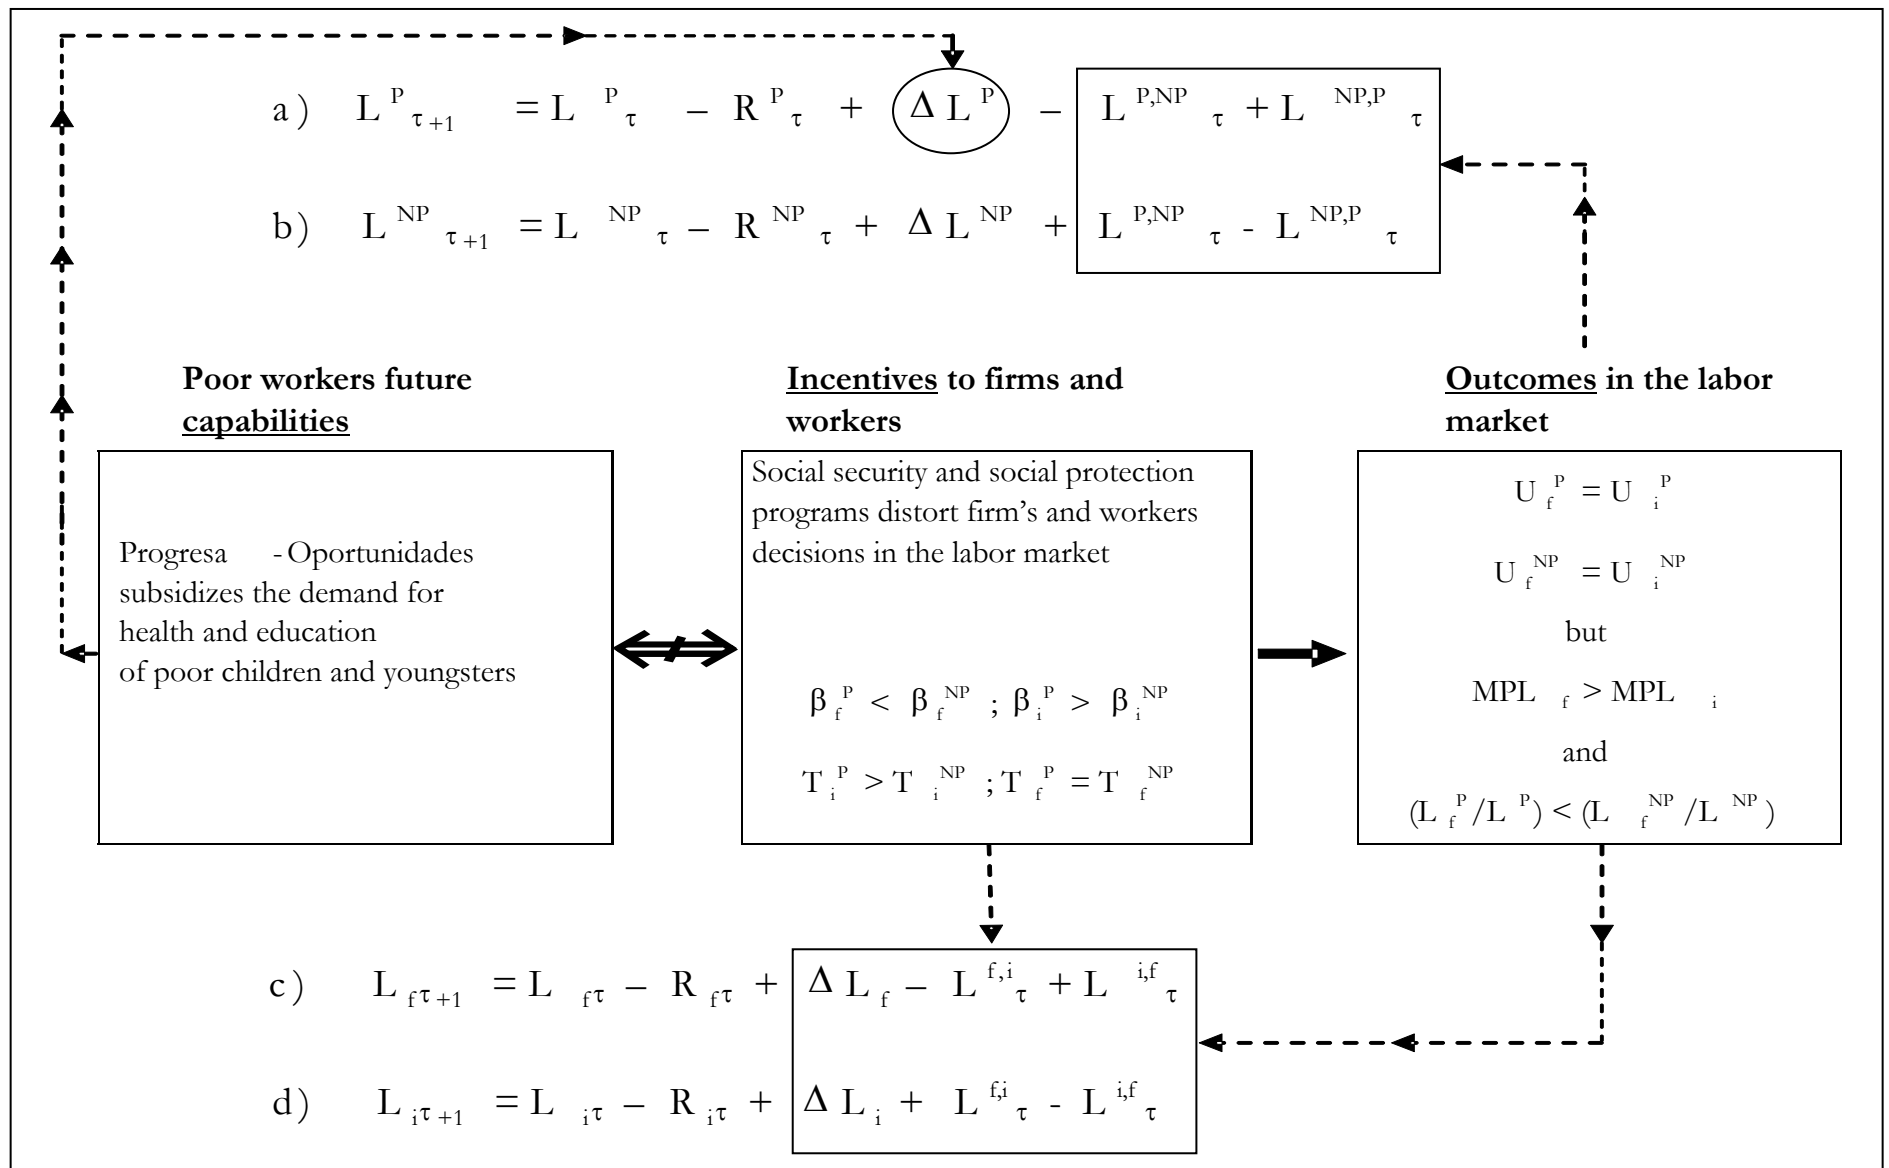 a) L^P_τ+1 = L^P_τ – R^P_τ + Δ L^P – L^P,NP_τ + L^NP,P_τ
b) L^NP_τ+1 = L^NP_τ – R^NP_τ + Δ L^NP + L^P,NP_τ - L^NP,P_τ
Poor workers future
capabilities
Progresa - Oportunidades
subsidizes the demand for
health and education
of poor children and youngsters
Incentives to firms and
workers
Social security and social protection
programs distort firm’s and workers
decisions in the labor market
β_f^P < β_f^NP ; β_i^P > β_i^NP
T_i^P > T_i^NP ; T_f^P = T_f^NP
Outcomes in the labor
market
U_f^P = U_i^P
U_f^NP = U_i^NP
but
MPL_f > MPL_i
and
(L_f^P/L^P) < (L_f^NP/L^NP)
c) L_fτ+1 = L_fτ – R_fτ + Δ L_f – L^f,i_τ + L^i,f_τ
d) L_iτ+1 = L_iτ – R_iτ + Δ L_i + L^f,i_τ - L^i,f_τ